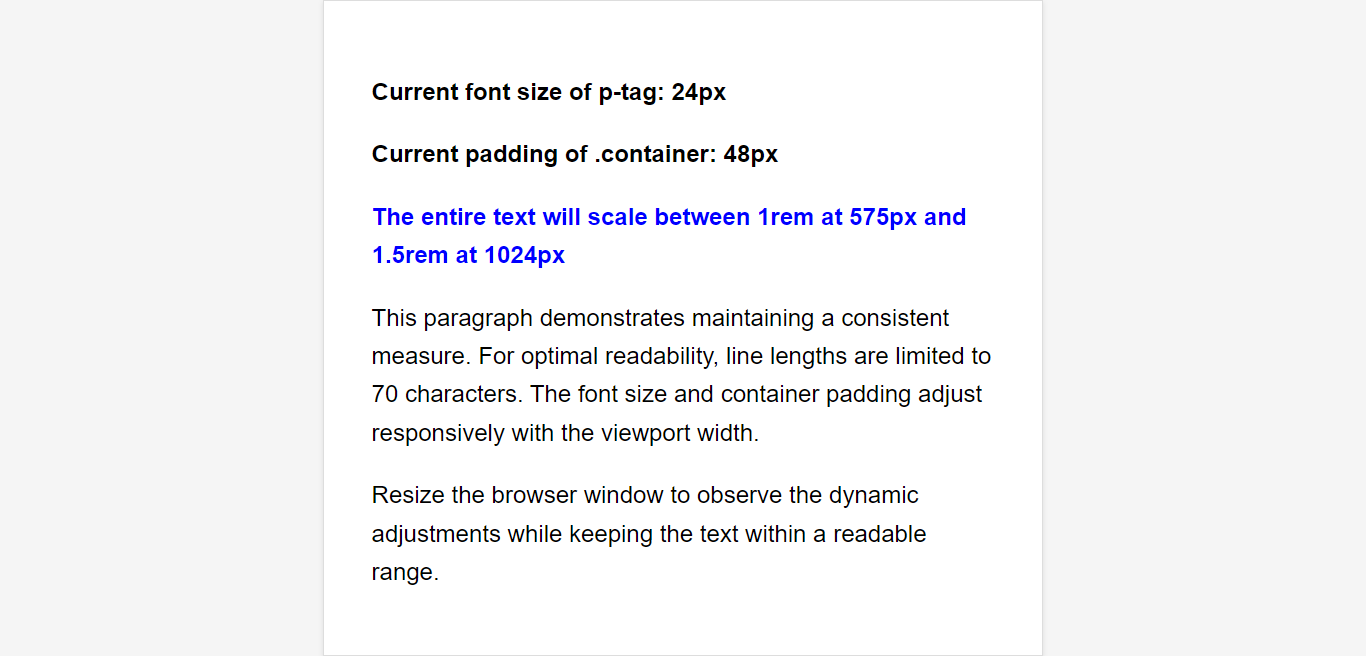 Current font size of p-tag: 24px
Current padding of .container: 48px
The entire text will scale between 1rem at 575px and
1.5rem at 1024px
This paragraph demonstrates maintaining a consistent
measure. For optimal readability, line lengths are limited to
70 characters. The font size and container padding adjust
responsively with the viewport width.
Resize the browser window to observe the dynamic
adjustments while keeping the text within a readable
range.